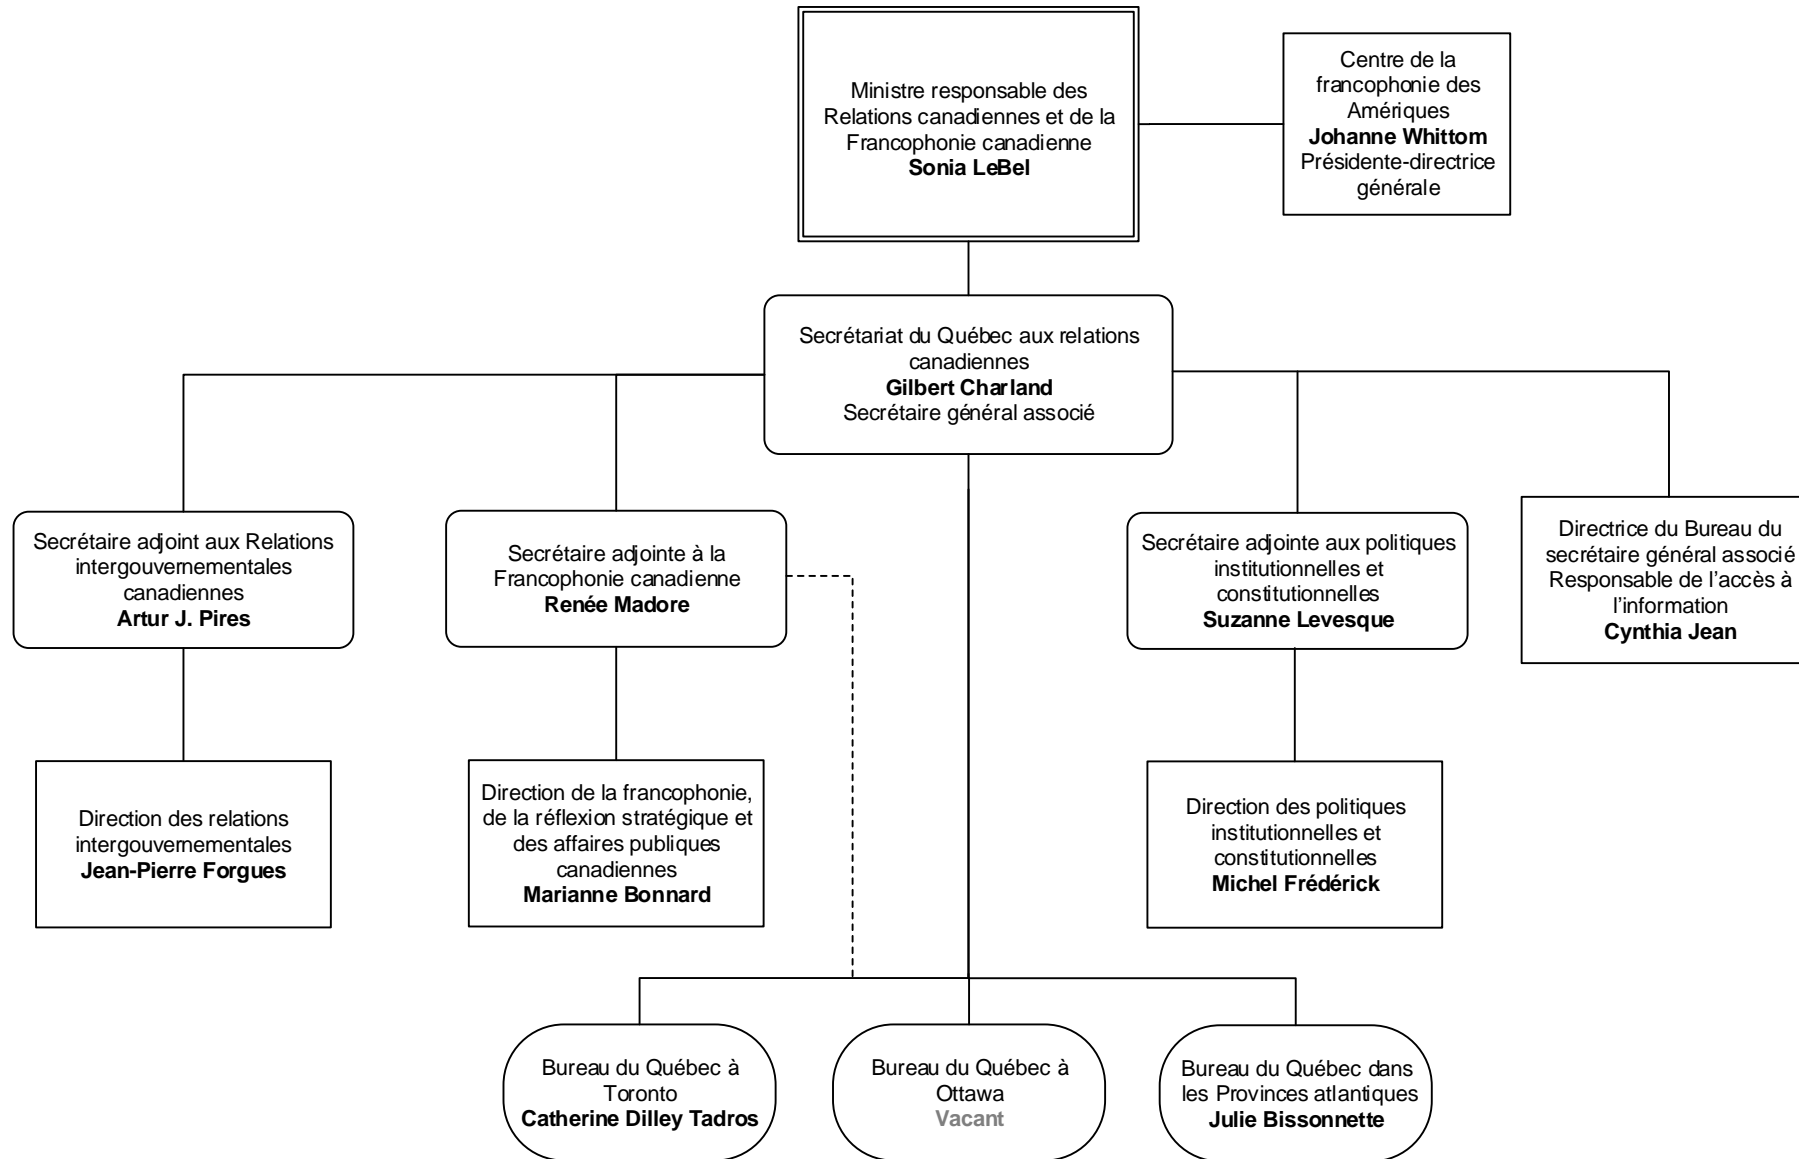 Ministre responsable des
Relations canadiennes et de la
Francophonie canadienne
Sonia LeBel
Centre de la
francophonie des
Amériques
Johanne Whittom
Présidente-directrice
générale
Secrétariat du Québec aux relations
canadiennes
Gilbert Charland
Secrétaire général associé
Secrétaire adjoint aux Relations
intergouvernementales
canadiennes
Artur J. Pires
Secrétaire adjointe à la
Francophonie canadienne
Renée Madore
Secrétaire adjointe aux politiques
institutionnelles et
constitutionnelles
Suzanne Levesque
Directrice du Bureau du
secrétaire général associé
Responsable de l’accès à
l’information
Cynthia Jean
Direction des relations
intergouvernementales
Jean-Pierre Forgues
Direction de la francophonie,
de la réflexion stratégique et
des affaires publiques
canadiennes
Marianne Bonnard
Direction des politiques
institutionnelles et
constitutionnelles
Michel Frédérick
Bureau du Québec à
Toronto
Catherine Dilley Tadros
Bureau du Québec à
Ottawa
Vacant
Bureau du Québec dans
les Provinces atlantiques
Julie Bissonnette